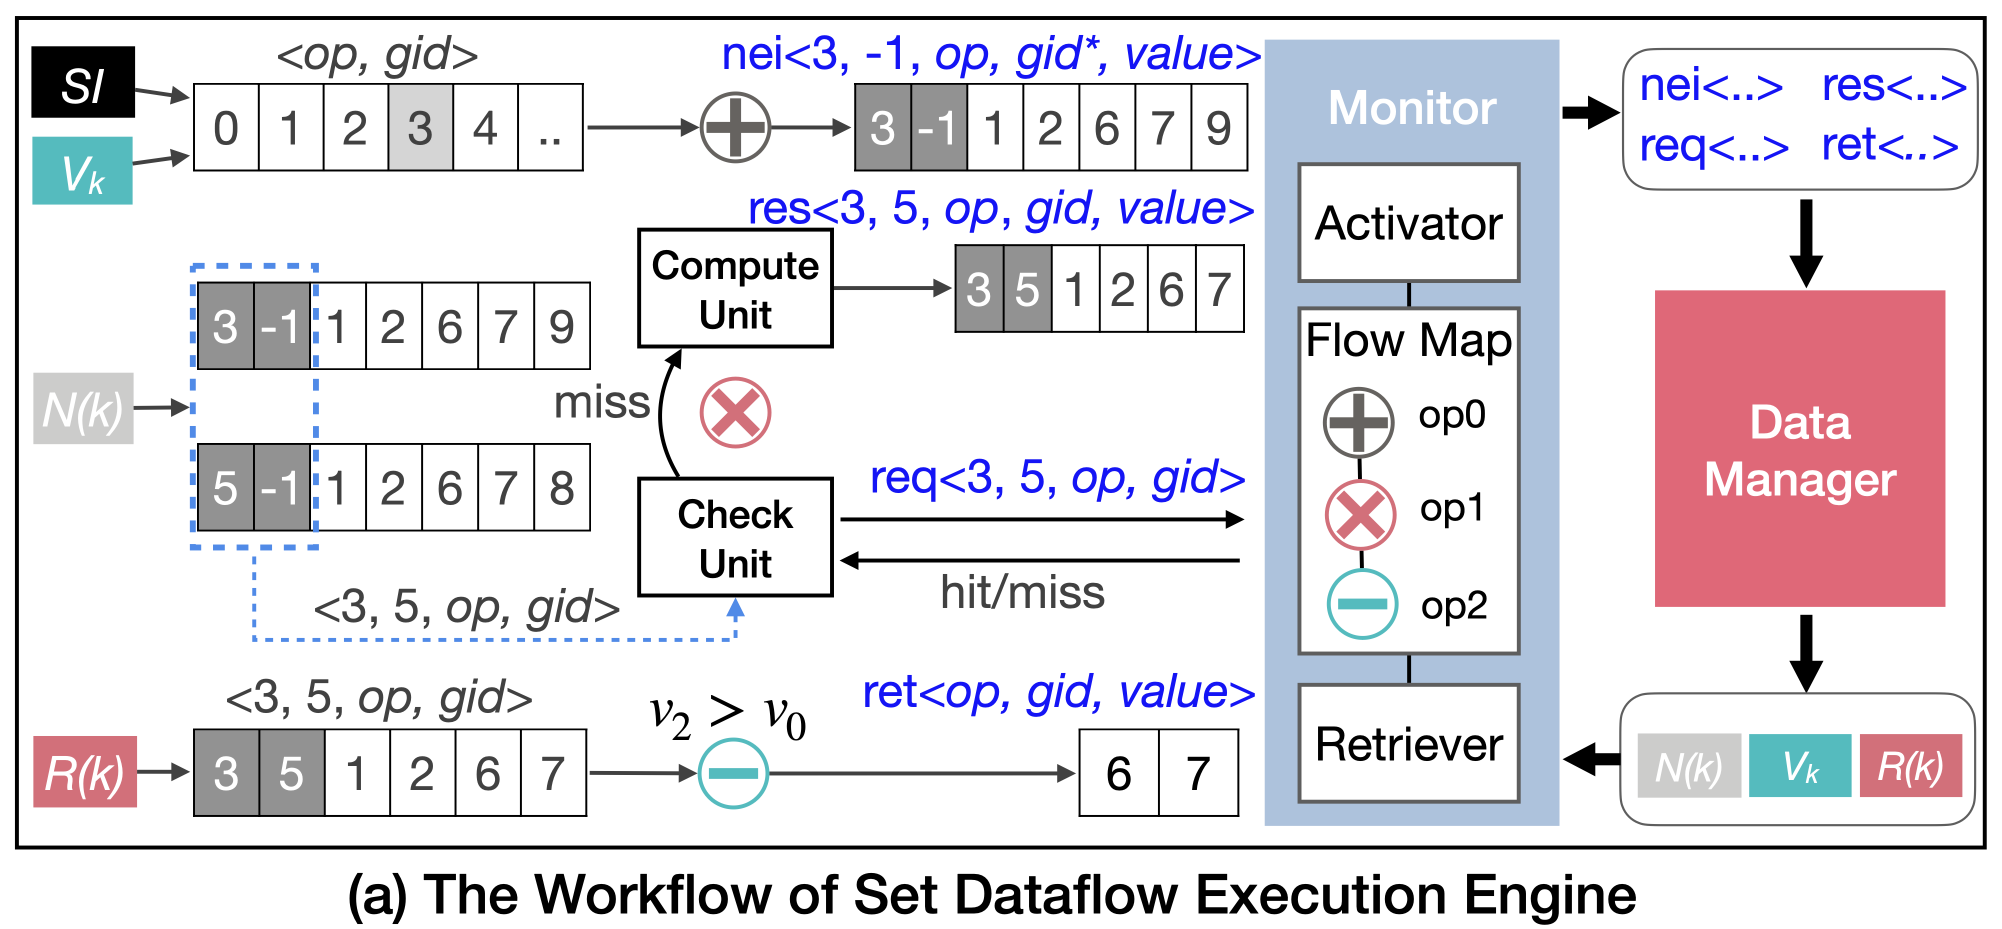 SI
V_k
<op, gid>
0 1 2 3 4 ..
nei<3, -1, op, gid*, value>
3 -1 1 2 6 7 9
res<3, 5, op, gid, value>
Compute
Unit
3 5 1 2 6 7
N(k)
3 -1 1 2 6 7 9
5 -1 1 2 6 7 8
miss
Check
Unit
req<3, 5, op, gid>
hit/miss
<3, 5, op, gid>
R(k)
<3, 5, op, gid>
3 5 1 2 6 7
v_2 > v_0
ret<op, gid, value>
6 7
Monitor
Activator
Flow Map
op0
op1
op2
Retriever
nei<..> res<..>
req<..> ret<..>
Data
Manager
N(k) V_k R(k)
(a) The Workflow of Set Dataflow Execution Engine